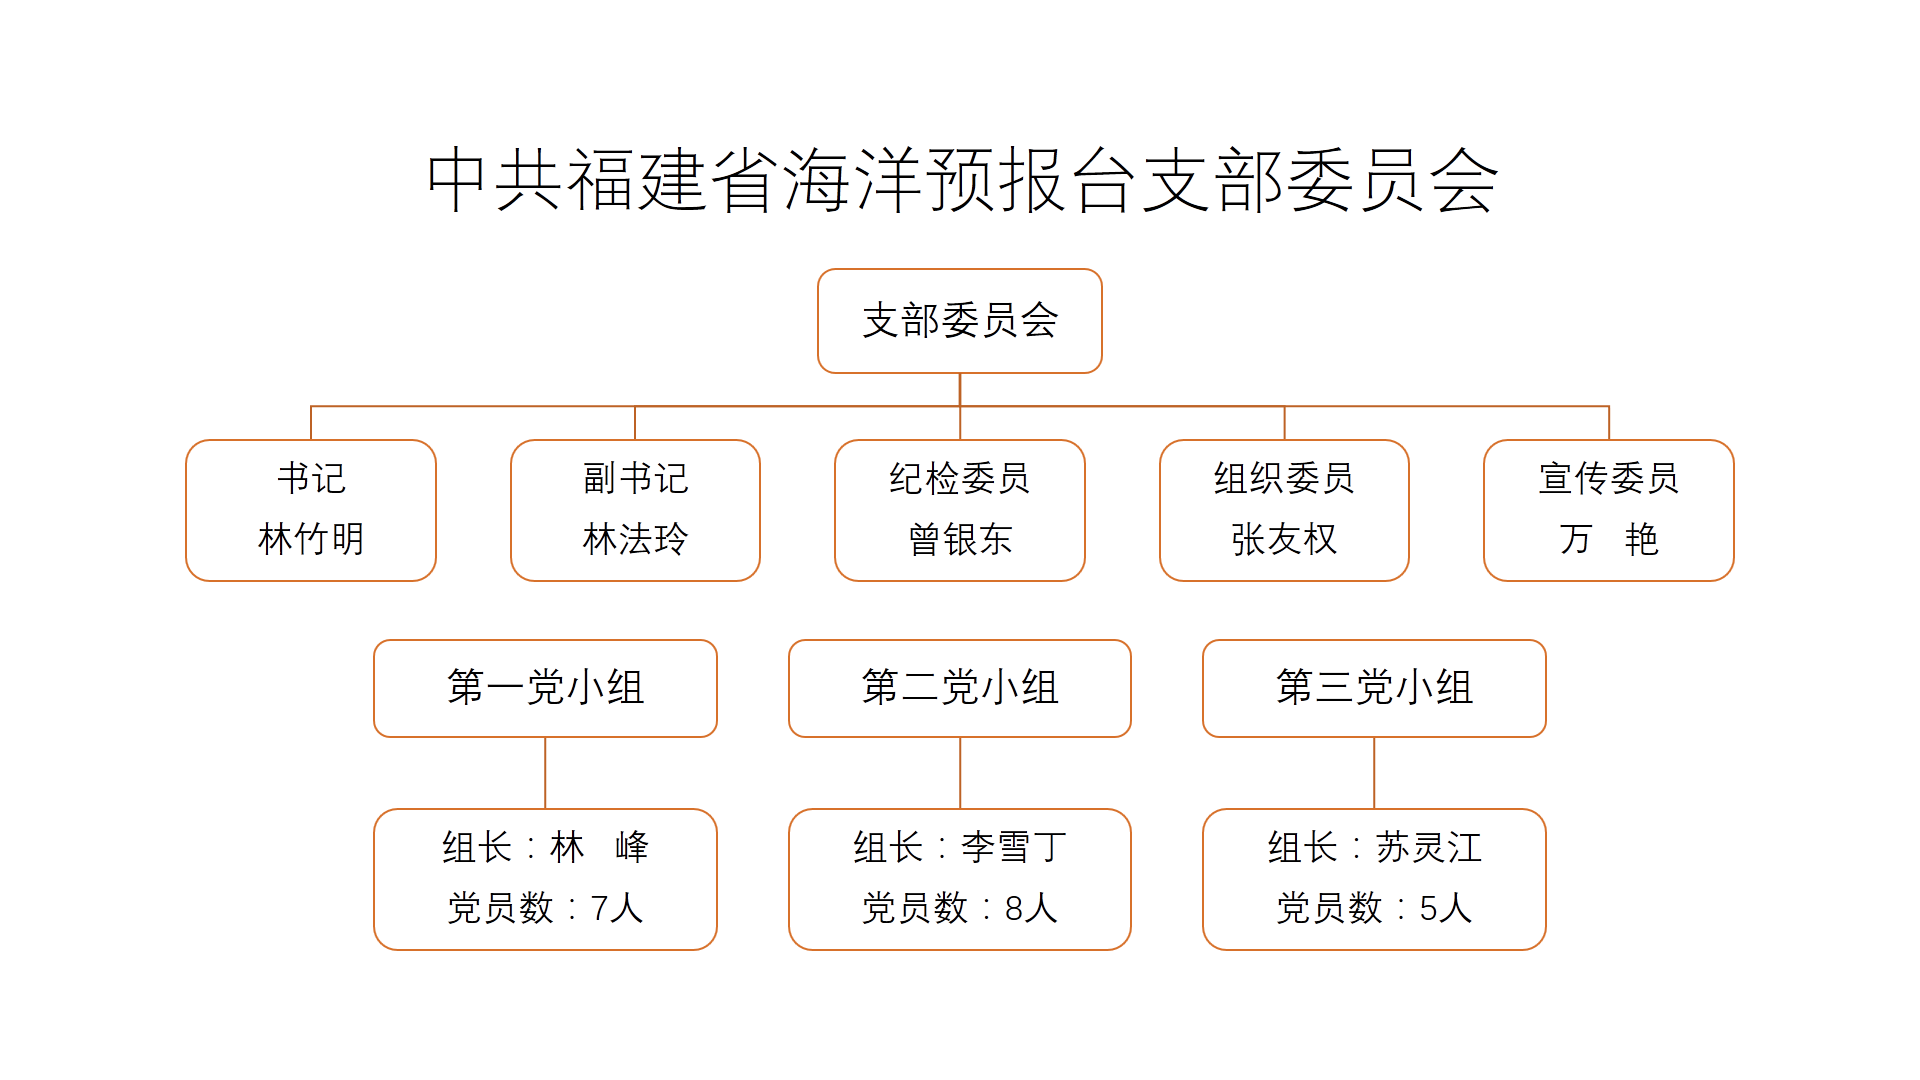 中共福建省海洋预报台支部委员会
支部委员会
书记
林竹明
副书记
林法玲
纪检委员
曾银东
组织委员
张友权
宣传委员
万 艳
第一党小组
第二党小组
第三党小组
组长：林 峰
党员数：7人
组长：李雪丁
党员数：8人
组长：苏灵江
党员数：5人